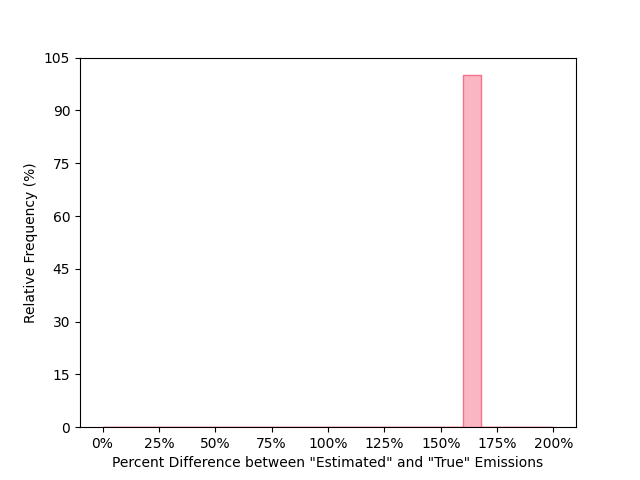 105
90
75
60
45
30
15
0
Relative Frequency (%)
0% 25% 50% 75% 100% 125% 150% 175% 200%
Percent Difference between "Estimated" and "True" Emissions